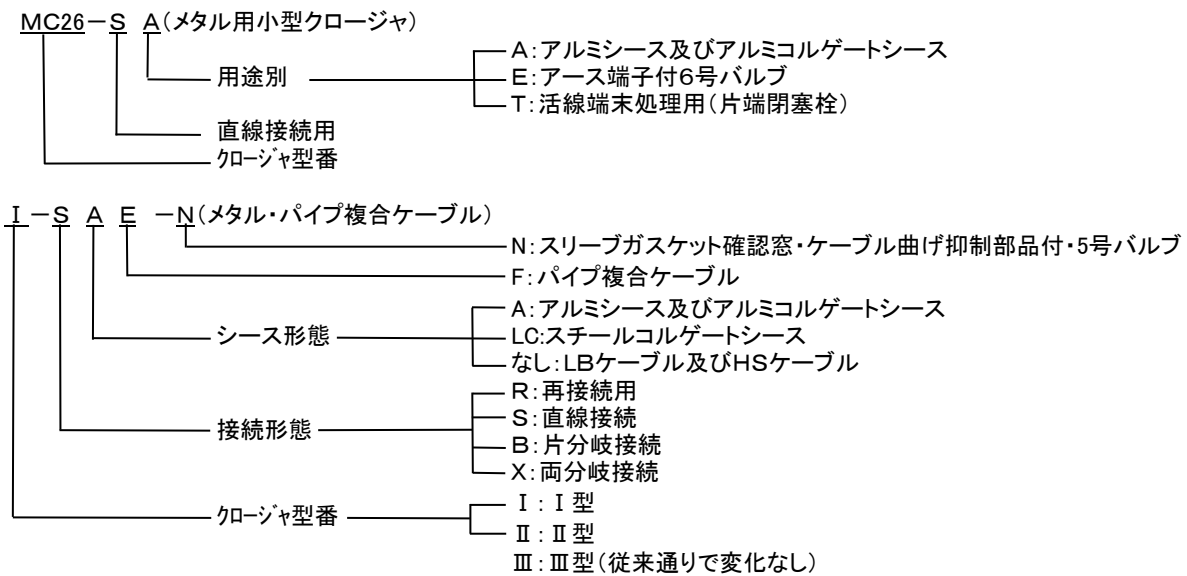 MC26-S A(メタル用小型クロージャ)
A:アルミシース及びアルミコルゲートシース
用途別
E:アース端子付6号バルブ
T:活線端末処理用(片端閉塞栓)
直線接続用
クロージャ型番
Ⅰ-S A E -N(メタル・パイプ複合ケーブル)
N:スリーブガスケット確認窓・ケーブル曲げ抑制部品付・5号バルブ
F:パイプ複合ケーブル
A:アルミシース及びアルミコルゲートシース
シース形態
LC:スチールコルゲートシース
なし:LBケーブル及びHSケーブル
R:再接続用
S:直線接続
接続形態
B:片分岐接続
X:両分岐接続
Ⅰ:Ⅰ型
クロージャ型番
Ⅱ:Ⅱ型
Ⅲ:Ⅲ型(従来通りで変化なし)